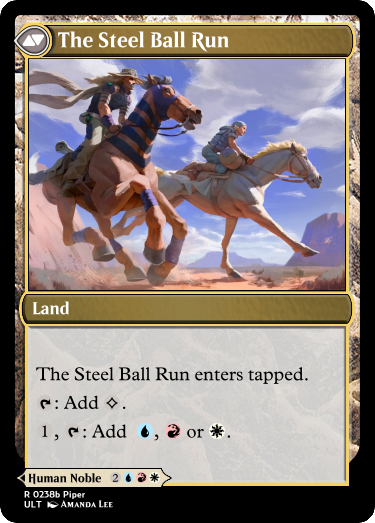 The Steel Ball Run
Land
The Steel Ball Run enters tapped.
: Add .
1 , : Add , or .
Human Noble 2
R 0238b Piper
ULT Amanda Lee